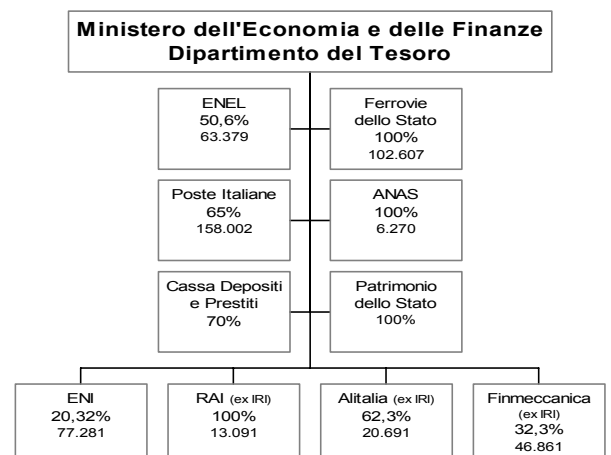 Ministero dell'Economia e delle Finanze
Dipartimento del Tesoro
ENEL
50,6%
63.379
Ferrovie
dello Stato
100%
102.607
Poste Italiane
65%
158.002
ANAS
100%
6.270
Cassa Depositi
e Prestiti
70%
Patrimonio
dello Stato
100%
ENI
20,32%
77.281
RAI (ex IRI)
100%
13.091
Alitalia (ex IRI)
62,3%
20.691
Finmeccanica
(ex IRI)
32,3%
46.861